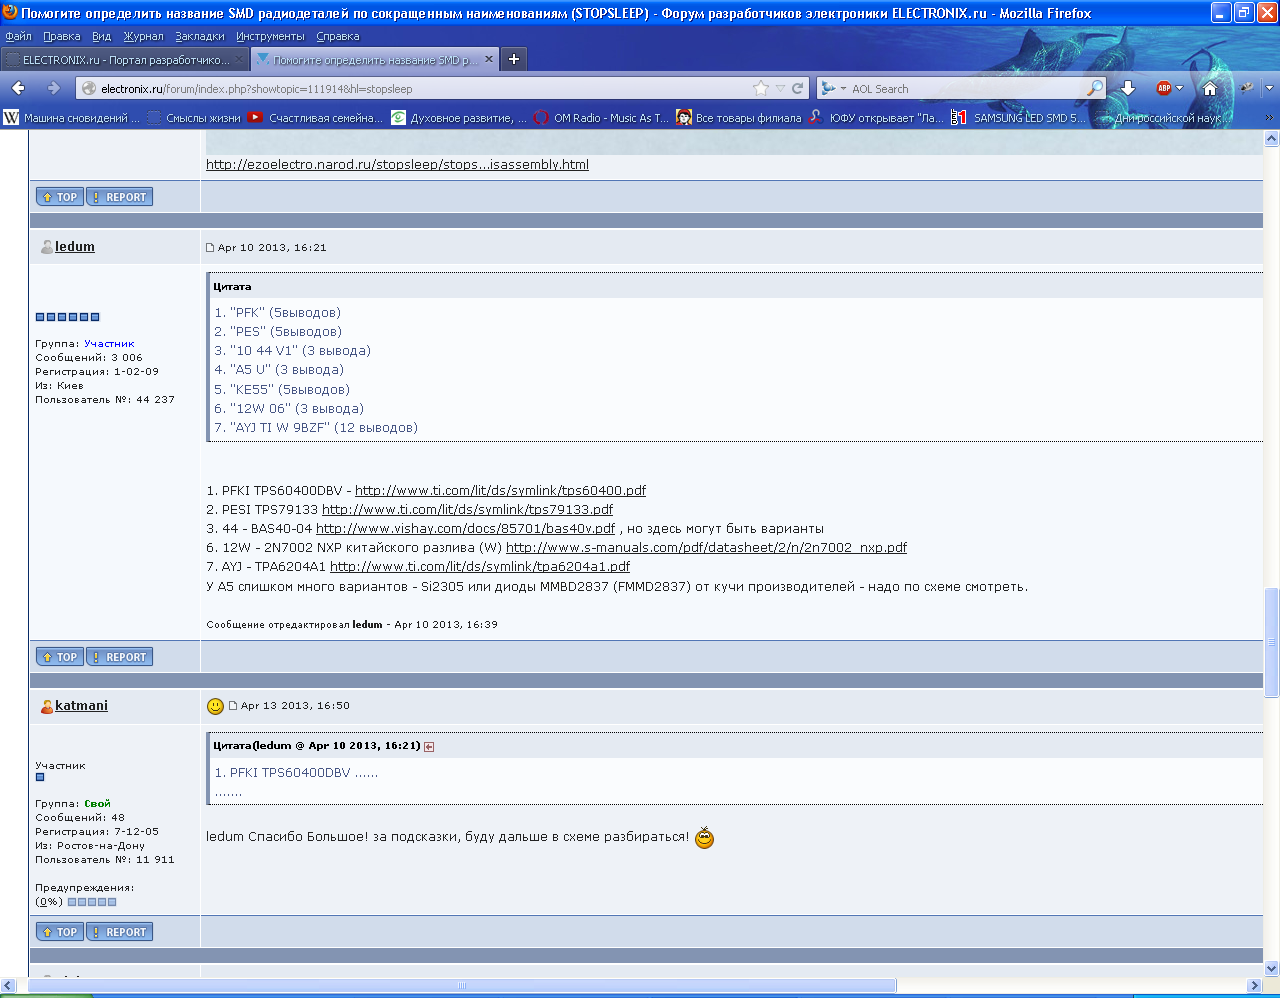 Помогите определить название SMD радиодеталей по сокращенным наименованиям (STOPSLEEP) - Форум разработчиков электроники ELECTRONIX.ru - Mozilla Firefox
Файл Правка Вид Журнал Закладки Инструменты Справка
ELECTRONIX.ru - Портал разработчико... Помогите определить название SMD р...
electronix.ru/forum/index.php?showtopic=111914&hl=stopsleep AOL Search ABP
W Машина сновидений ... Смыслы жизни Счастливая семейна... Духовное развитие, ... OM Radio - Music As T... Все товары филиала ЮФУ открывает "Ла... SAMSUNG LED SMD 5... Дни российской наук...
http://ezoelectro.narod.ru/stopsleep/stops...isassembly.html
TOP ! REPORT
ledum Apr 10 2013, 16:21
Группа: Участник
Сообщений: 3 006
Регистрация: 1-02-09
Из: Киев
Пользователь №: 44 237
Цитата
1. "PFK" (5выводов)
2. "PES" (5выводов)
3. "10 44 V1" (3 вывода)
4. "A5 U" (3 вывода)
5. "KE55" (5выводов)
6. "12W 06" (3 вывода)
7. "AYJ TI W 9BZF" (12 выводов)
1. PFKI TPS60400DBV - http://www.ti.com/lit/ds/symlink/tps60400.pdf
2. PESI TPS79133 http://www.ti.com/lit/ds/symlink/tps79133.pdf
3. 44 - BAS40-04 http://www.vishay.com/docs/85701/bas40v.pdf , но здесь могут быть варианты
6. 12W - 2N7002 NXP китайского разлива (W) http://www.s-manuals.com/pdf/datasheet/2/n/2n7002_nxp.pdf
7. AYJ - TPA6204A1 http://www.ti.com/lit/ds/symlink/tpa6204a1.pdf
У A5 слишком много вариантов - Si2305 или диоды MMBD2837 (FMMD2837) от кучи производителей - надо по схеме смотреть.
Сообщение отредактировал ledum - Apr 10 2013, 16:39
TOP ! REPORT
katmani Apr 13 2013, 16:50
Участник
Группа: Свой
Сообщений: 48
Регистрация: 7-12-05
Из: Ростов-на-Дону
Пользователь №: 11 911
Предупреждения:
(0%)
Цитата(ledum @ Apr 10 2013, 16:21)
1. PFKI TPS60400DBV ......
.......
ledum Спасибо Большое! за подсказки, буду дальше в схеме разбираться!
TOP ! REPORT